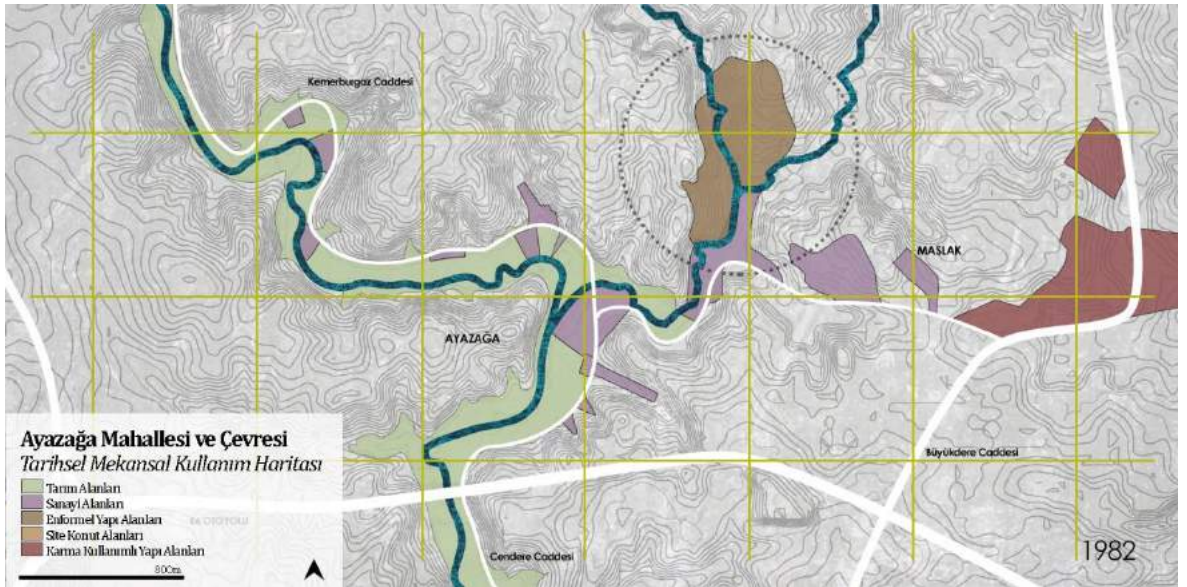 Kemerburgaz Caddesi
MASLAK
AYAZAĞA
Büyükdere Caddesi
Cendere Caddesi
1982
Ayazağa Mahallesi ve Çevresi
Tarihsel Mekansal Kullanım Haritası
Tarım Alanları
Sanayi Alanları
Enformel Yapı Alanları
Site Konut Alanları
Karma Kullanımlı Yapı Alanları
800m